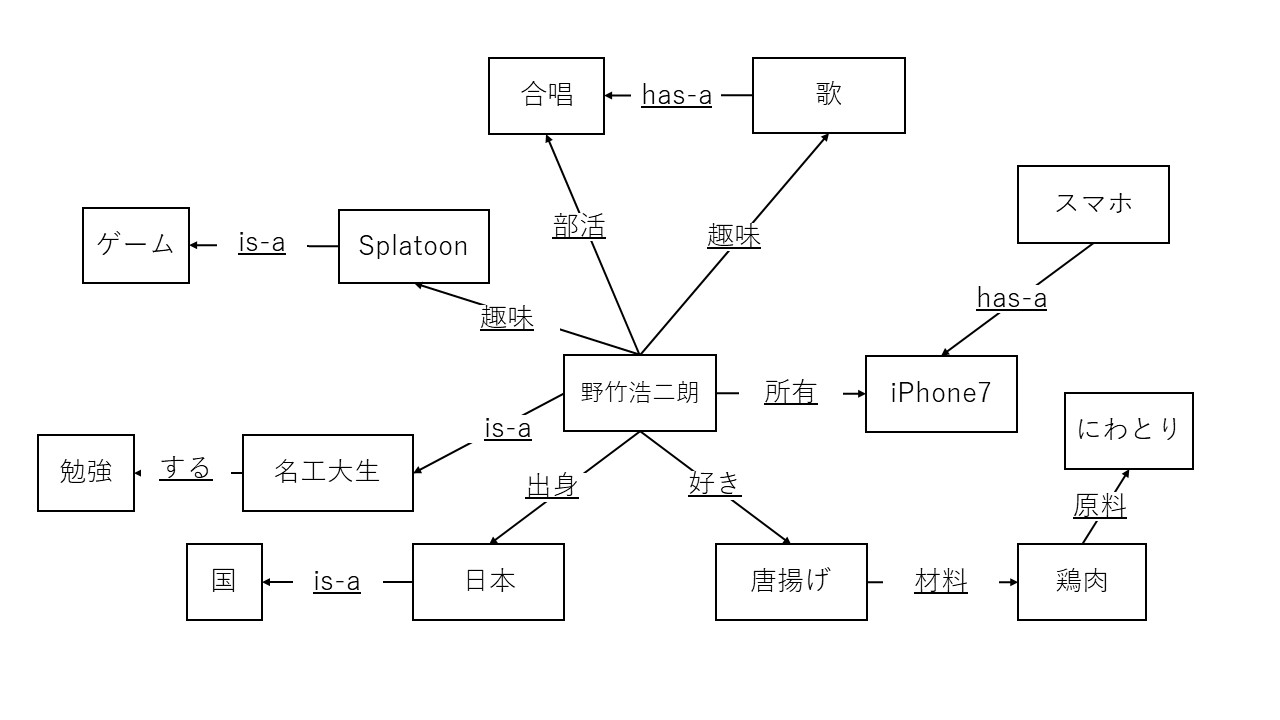 合唱
has-a
歌
スマホ
ゲーム
is-a
Splatoon
部活
趣味
has-a
趣味
野竹浩二朗
所有
iPhone7
にわとり
is-a
勉強
する
名工大生
出身
好き
原料
国
is-a
日本
唐揚げ
材料
鶏肉